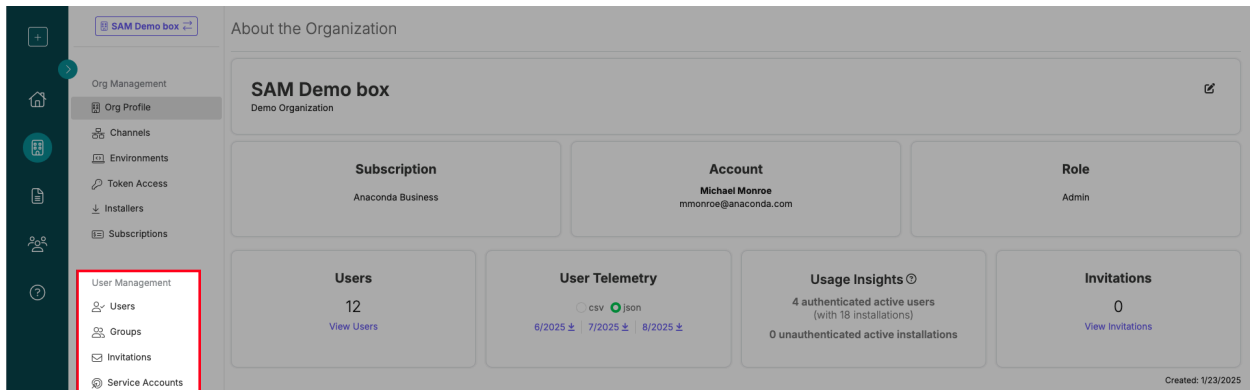 SAM Demo box
Org Management
Org Profile
Channels
Environments
Token Access
Installers
Subscriptions
User Management
Users
Groups
Invitations
Service Accounts
About the Organization
SAM Demo box
Demo Organization
Subscription
Anaconda Business
Account
Michael Monroe
mmonroe@anaconda.com
Role
Admin
Users
12
View Users
User Telemetry
csv json
6/2025 7/2025 8/2025
Usage Insights
4 authenticated active users
(with 18 installations)
0 unauthenticated active installations
Invitations
0
View Invitations
Created: 1/23/2025